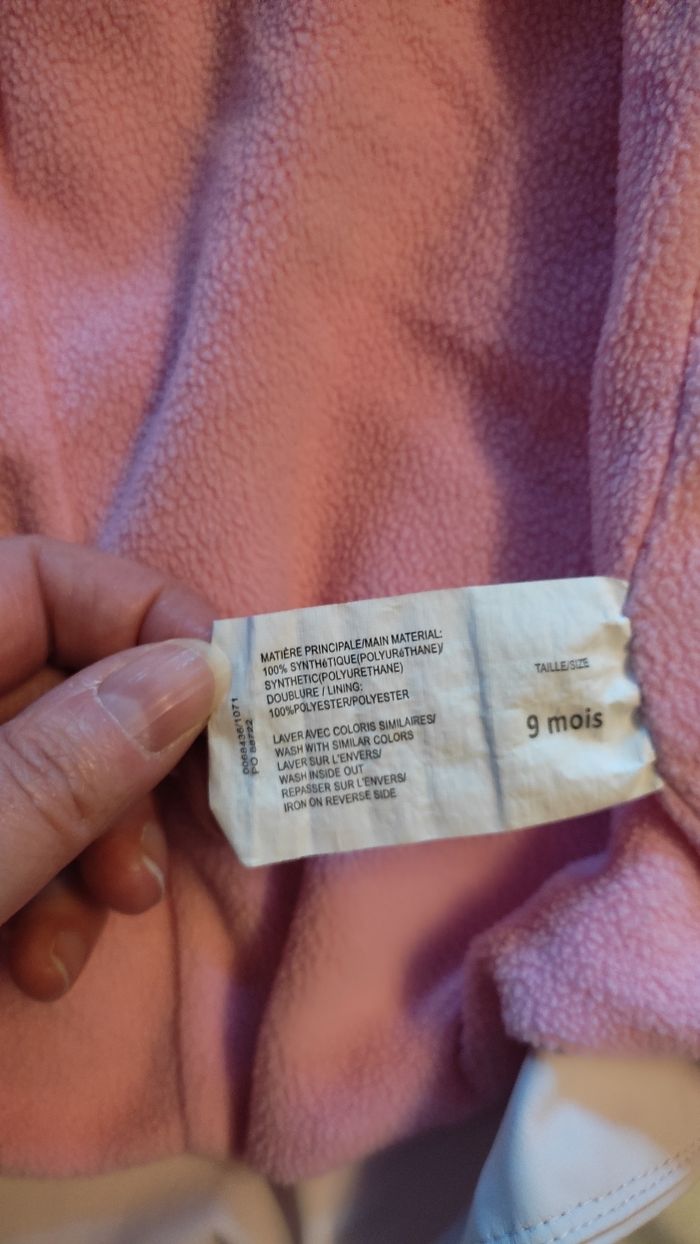 MATIÈRE PRINCIPALE/MAIN MATERIAL:
100% SYNTHéTIQUE(POLYURéTHANE)/
SYNTHETIC(POLYURETHANE)
DOUBLURE / LINING:
100%POLYESTER/POLYESTER
LAVER AVEC COLORIS SIMILAIRES/
WASH WITH SIMILAR COLORS
LAVER SUR L'ENVERS/
WASH INSIDE OUT
REPASSER SUR L'ENVERS/
IRON ON REVERSE SIDE
TAILLE/SIZE
9 mois